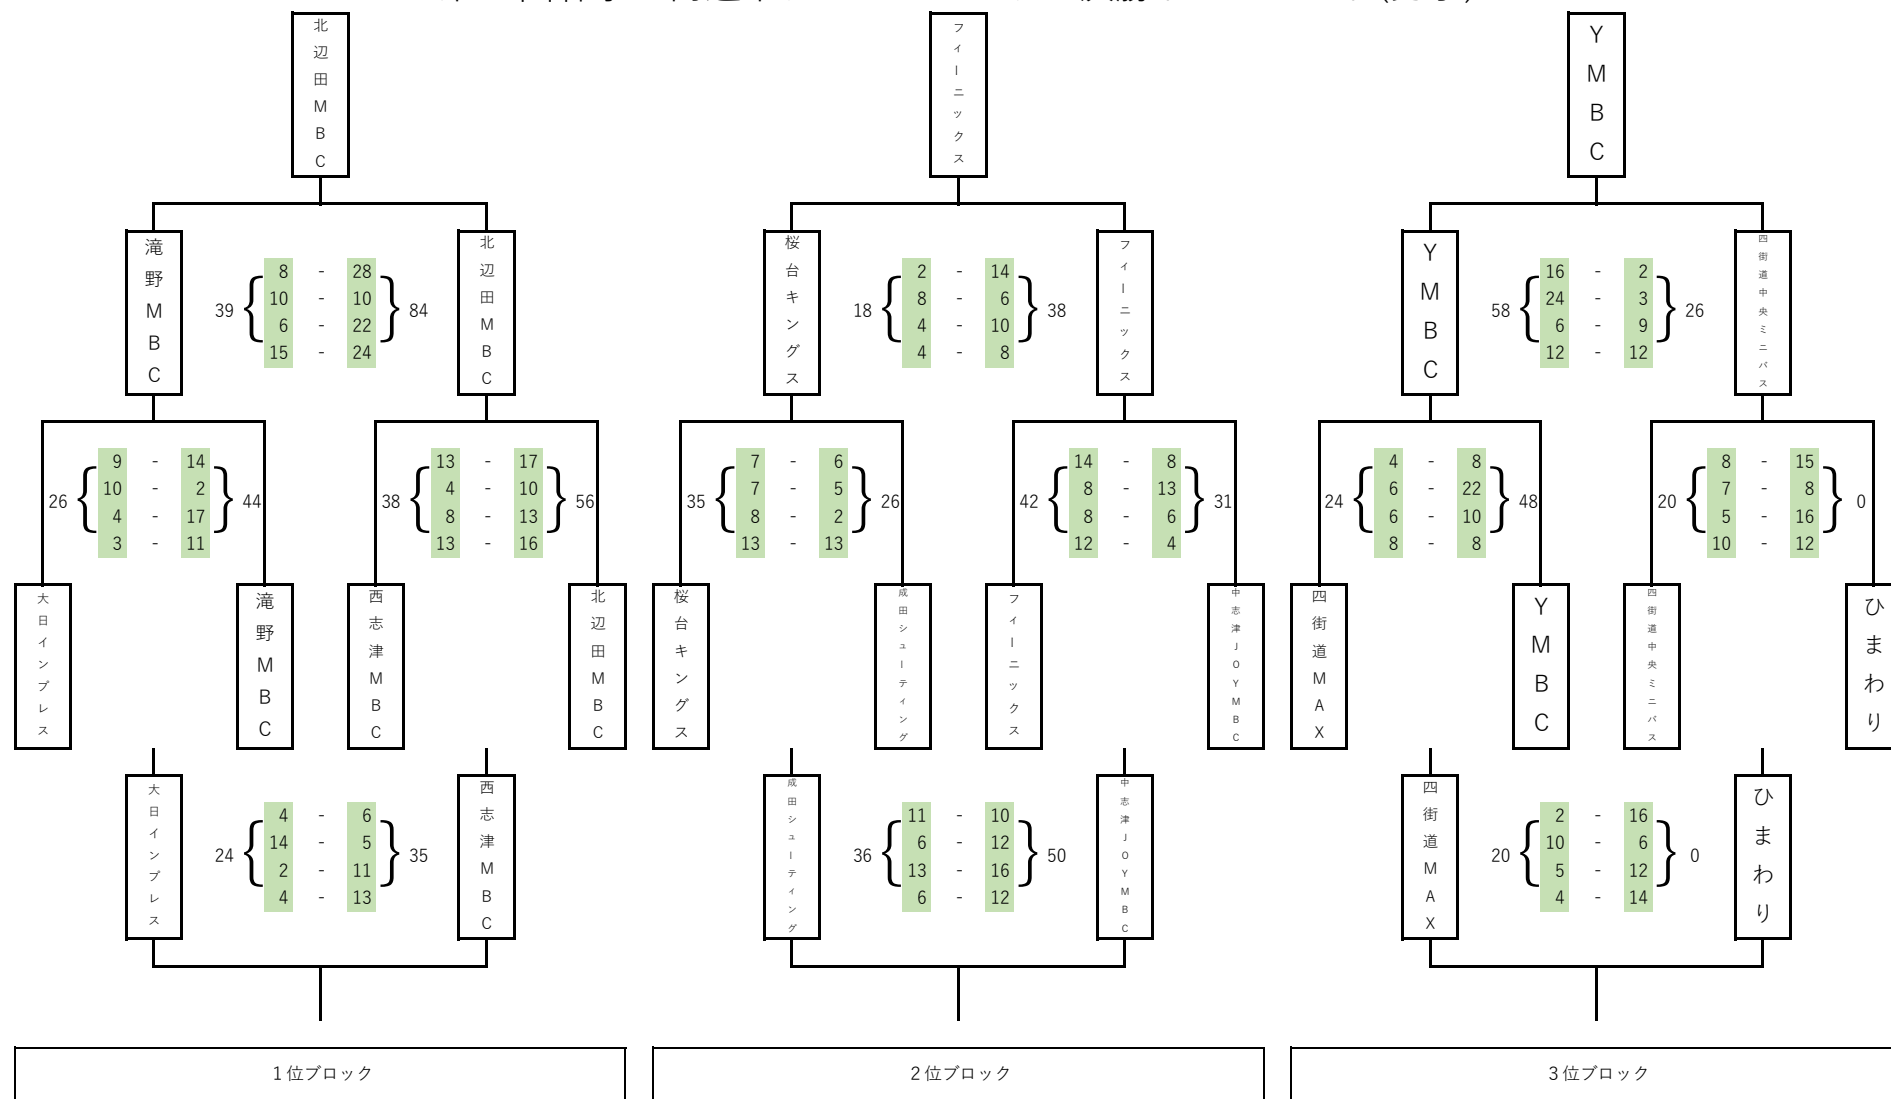 北辺田MBC
フィーニックス
YMBC
滝野MBC
8 - 28
39 { 10 - 10 } 84
6 - 22
15 - 24
北辺田MBC
桜台キングス
2 - 14
18 { 8 - 6 } 38
4 - 10
4 - 8
フィーニックス
YMBC
16 - 2
58 { 24 - 3 } 26
6 - 9
12 - 12
四街道中央ミニバス
9 - 14
26 { 10 - 2 } 44
4 - 17
3 - 11
13 - 17
38 { 4 - 10 } 56
8 - 13
13 - 16
7 - 6
35 { 7 - 5 } 26
8 - 2
13 - 13
14 - 8
42 { 8 - 13 } 31
8 - 6
12 - 4
4 - 8
24 { 6 - 22 } 48
6 - 10
8 - 8
8 - 15
20 { 7 - 8 } 0
5 - 16
10 - 12
大日インプレス
滝野MBC
西志津MBC
北辺田MBC
桜台キングス
成田シューティング
フィーニックス
中志津JOYMBC
四街道MAX
YMBC
四街道中央ミニバス
ひまわり
大日インプレス
4 - 6
24 { 14 - 5 } 35
2 - 11
4 - 13
西志津MBC
成田シューティング
11 - 10
36 { 6 - 12 } 50
13 - 16
6 - 12
中志津JOYMBC
四街道MAX
2 - 16
20 { 10 - 6 } 0
5 - 12
4 - 14
ひまわり
1位ブロック
2位ブロック
3位ブロック